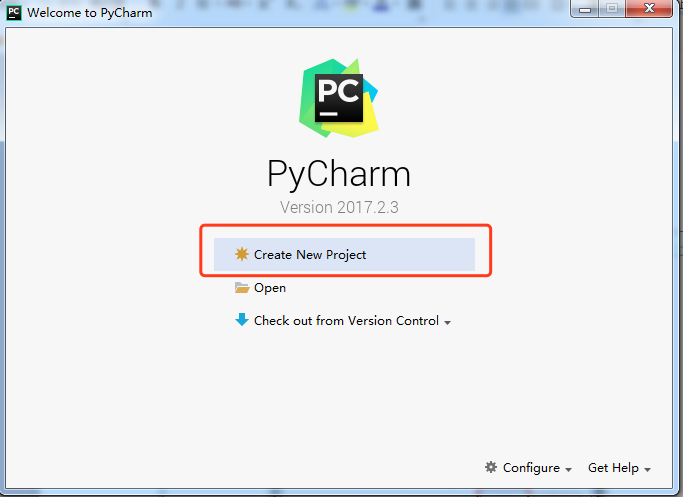 PC Welcome to PyCharm
PC
PyCharm
Version 2017.2.3
Create New Project
Open
Check out from Version Control
Configure Get Help